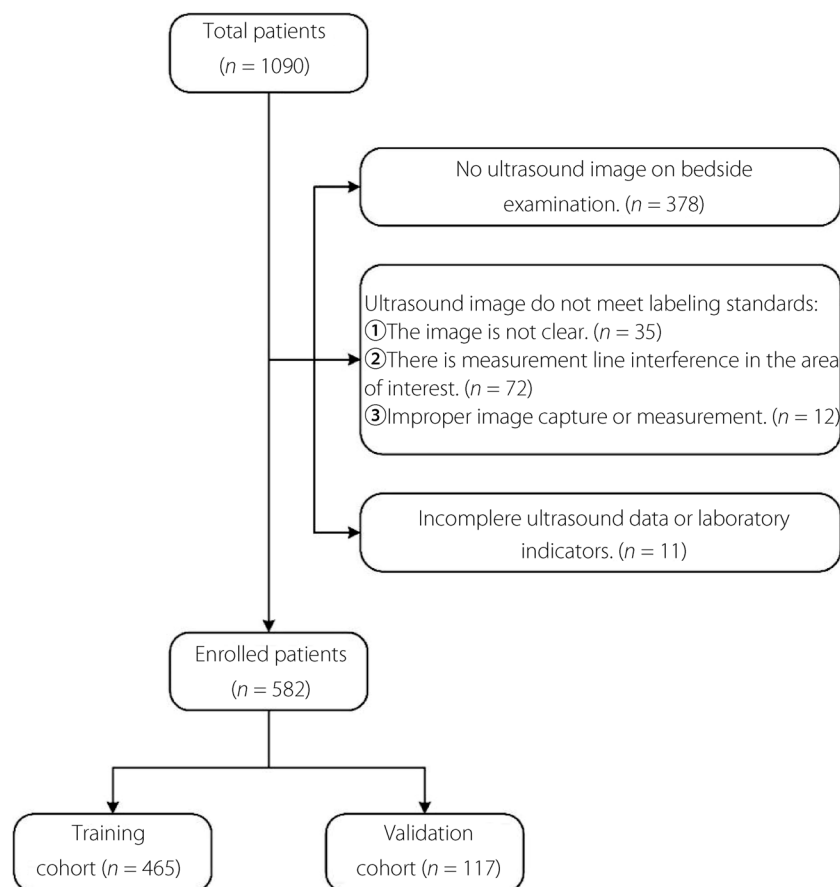 Total patients
(n = 1090)
No ultrasound image on bedside
examination. (n = 378)
Ultrasound image do not meet labeling standards:
①The image is not clear. (n = 35)
②There is measurement line interference in the area
of interest. (n = 72)
③Improper image capture or measurement. (n = 12)
Incomplere ultrasound data or laboratory
indicators. (n = 11)
Enrolled patients
(n = 582)
Training
cohort (n = 465)
Validation
cohort (n = 117)